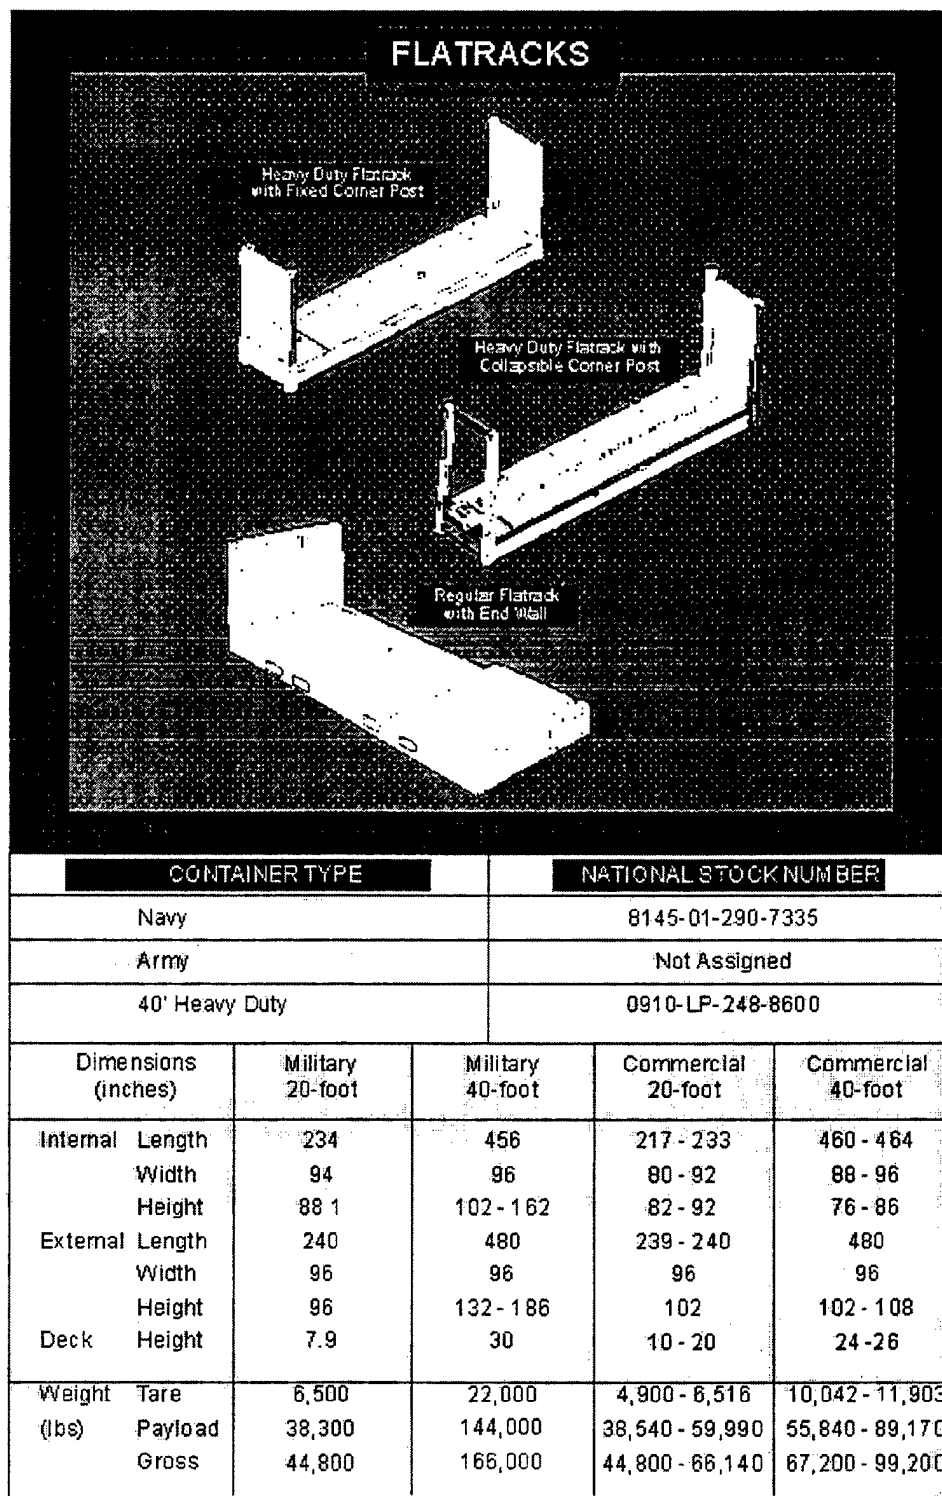 FLATRACKS
Heavy Duty Flatrack
with Fixed Corner Post
Heavy Duty Flatrack with
Collapsible Corner Post
Regular Flatrack
with End Wall
CONTAINER TYPE NATIONAL STOCK NUMBER
Navy 8145-01-290-7335
Army Not Assigned
40' Heavy Duty 0910-LP-248-8600
Dimensions Military Military Commercial Commercial
(inches) 20-foot 40-foot 20-foot 40-foot
Internal Length 234 456 217 - 233 460 - 464
Width 94 96 80 - 92 88 - 96
Height 88 1 102 - 162 82 - 92 76 - 86
External Length 240 480 239 - 240 480
Width 96 96 96 96
Height 96 132 - 186 102 102 - 108
Deck Height 7.9 30 10 - 20 24 -26
Weight Tare 6,500 22,000 4,900 - 6,516 10,042 - 11,903
(lbs) Payload 38,300 144,000 38,540 - 59,990 55,840 - 89,170
Gross 44,800 166,000 44,800 - 66,140 67,200 - 99,200